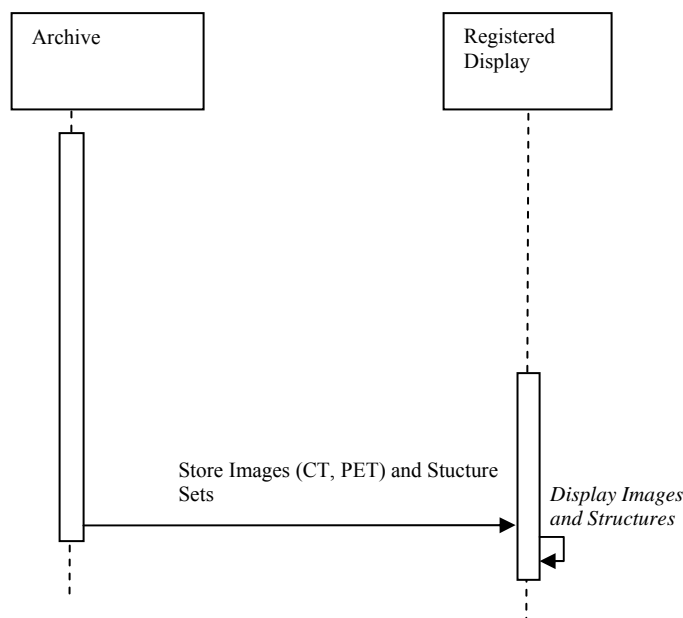 Archive
Registered
Display
Store Images (CT, PET) and Stucture
Sets
Display Images
and Structures